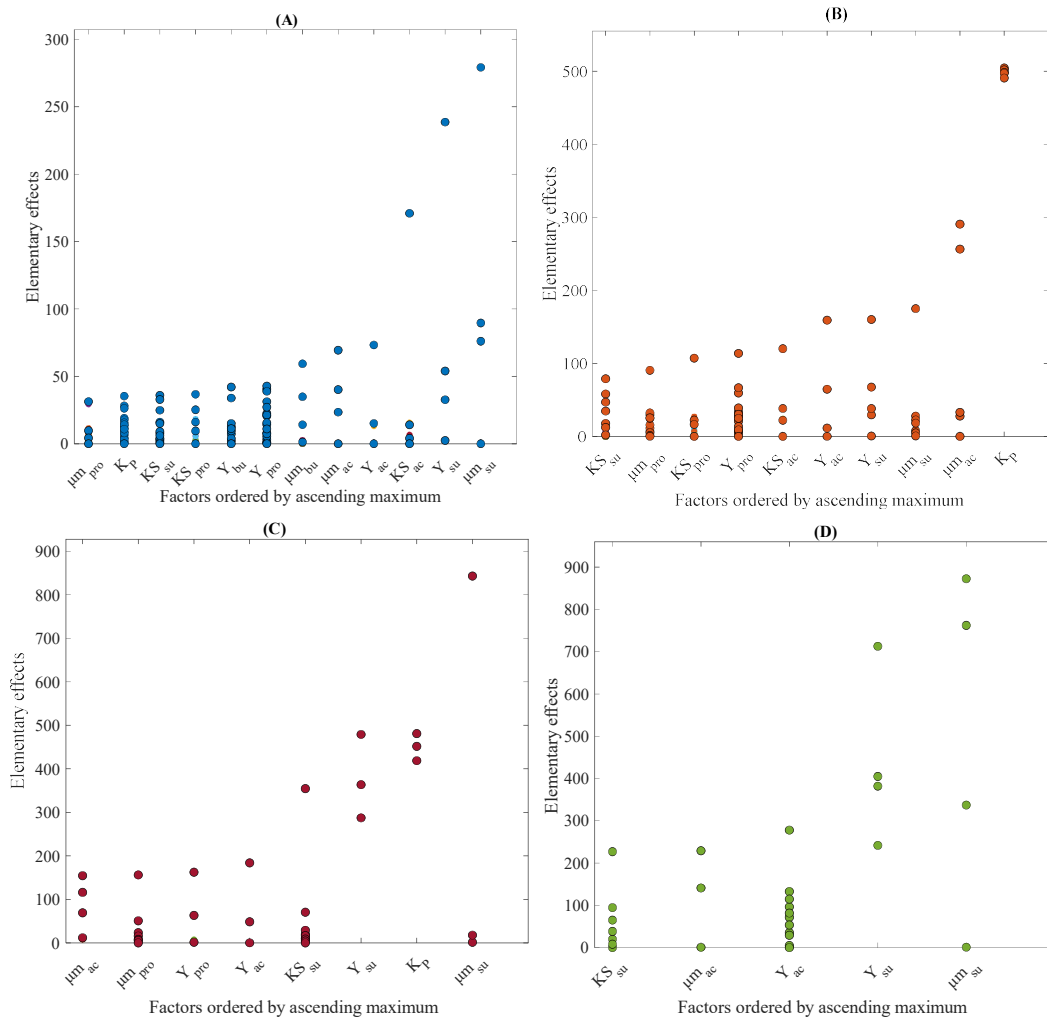 (A)
300
250
200
150
100
50
0
Elementary effects
μm pro
K P
KS su
KS pro
Y bu
Y pro
μm bu
μm ac
Y ac
KS ac
Y su
μm su
Factors ordered by ascending maximum
(B)
500
400
300
200
100
0
Elementary effects
KS su
μm pro
KS pro
Y pro
KS ac
Y ac
Y su
μm su
μm ac
K P
Factors ordered by ascending maximum
(C)
900
800
700
600
500
400
300
200
100
0
Elementary effects
μm ac
μm pro
Y pro
Y ac
KS su
Y su
K P
μm su
Factors ordered by ascending maximum
(D)
900
800
700
600
500
400
300
200
100
0
Elementary effects
KS su
μm ac
Y ac
Y su
μm su
Factors ordered by ascending maximum